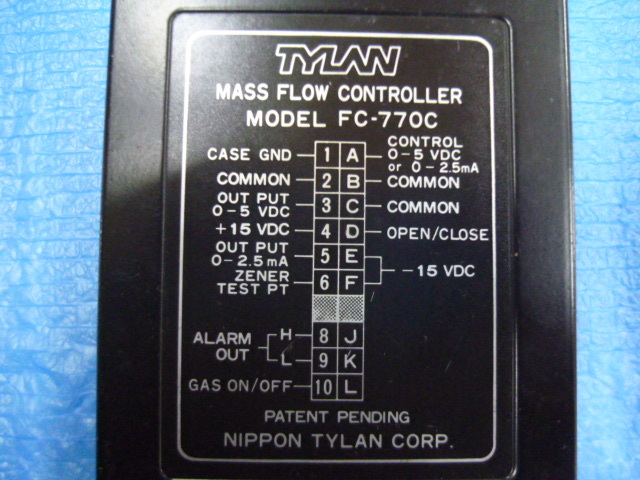 TYLAN
MASS FLOW CONTROLLER
MODEL FC-770C
CASE GND 1 A CONTROL 0-5 VDC or 0-2.5mA
COMMON 2 B COMMON
OUT PUT 0-5 VDC 3 C COMMON
+15 VDC 4 D OPEN/CLOSE
OUT PUT 0-2.5mA 5 E -15 VDC
ZENER TEST PT 6 F
ALARM OUT H 8 J
L 9 K
GAS ON/OFF 10 L
PATENT PENDING
NIPPON TYLAN CORP.